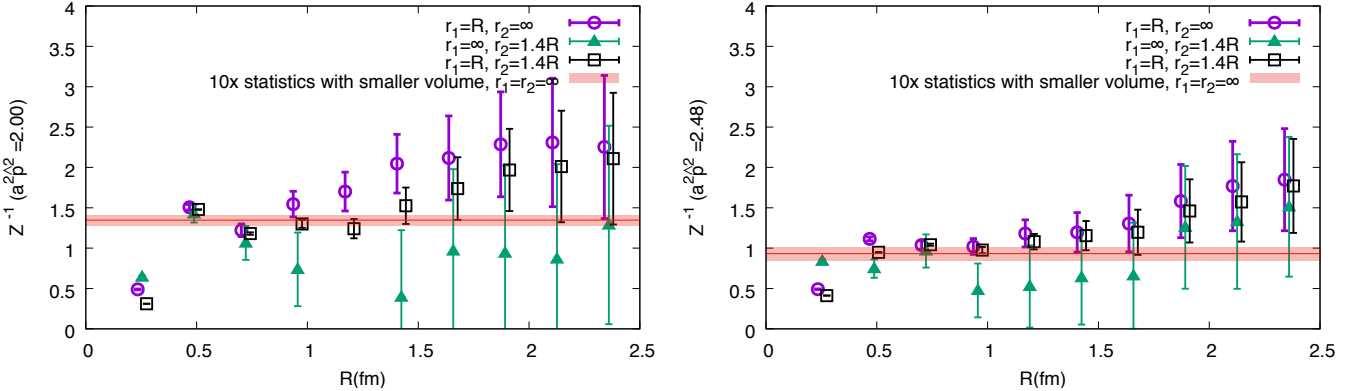 4
3.5
3
2.5
2
1.5
1
0.5
0
Z⁻¹ (a²p̂²=2.00)
r₁=R, r₂=∞
r₁=∞, r₂=1.4R
r₁=R, r₂=1.4R
10x statistics with smaller volume, r₁=r₂=∞
0 0.5 1 1.5 2 2.5
R(fm)
4
3.5
3
2.5
2
1.5
1
0.5
0
Z⁻¹ (a²p̂²=2.48)
r₁=R, r₂=∞
r₁=∞, r₂=1.4R
r₁=R, r₂=1.4R
10x statistics with smaller volume, r₁=r₂=∞
0 0.5 1 1.5 2 2.5
R(fm)